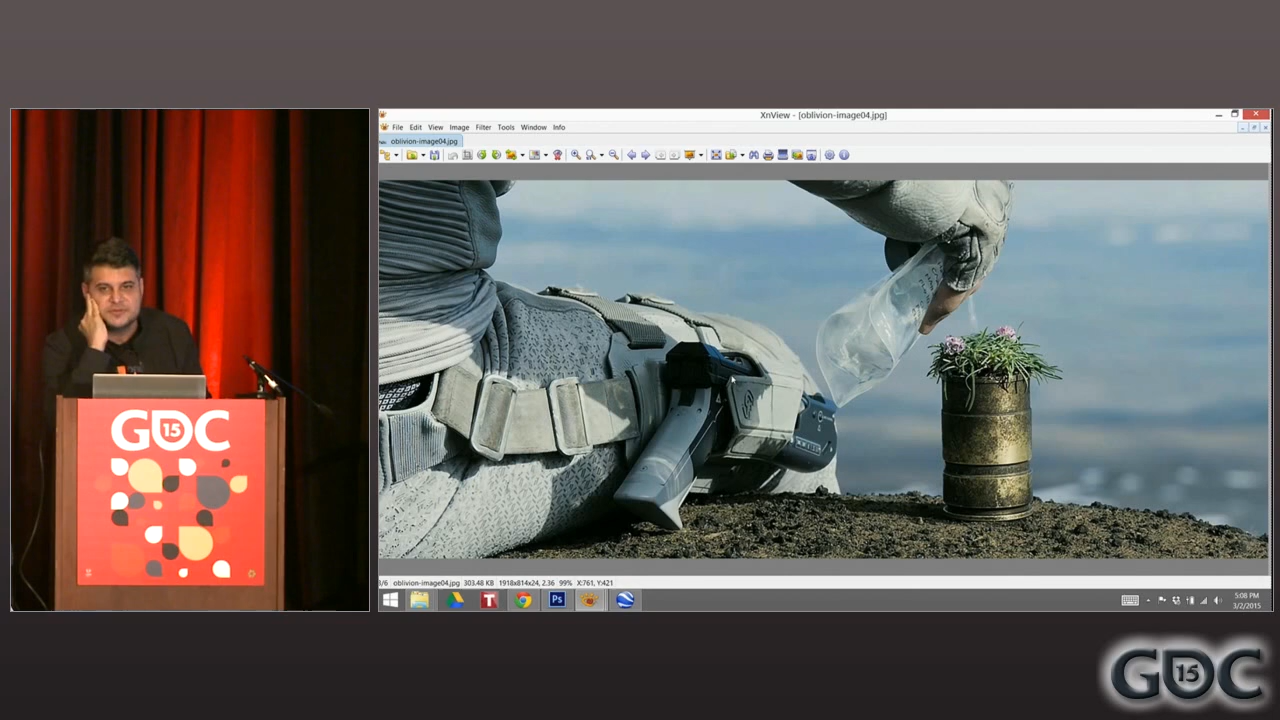 XnView - [oblivion-image04.jpg]
File Edit View Image Filter Tools Window Info
oblivion-image04.jpg
GDC
15
oblivion-image04.jpg 303.48 KB 1918x814x24, 2.36 99% X:761, Y:421
T
Ps
5:08 PM
3/2/2015
GDC
15